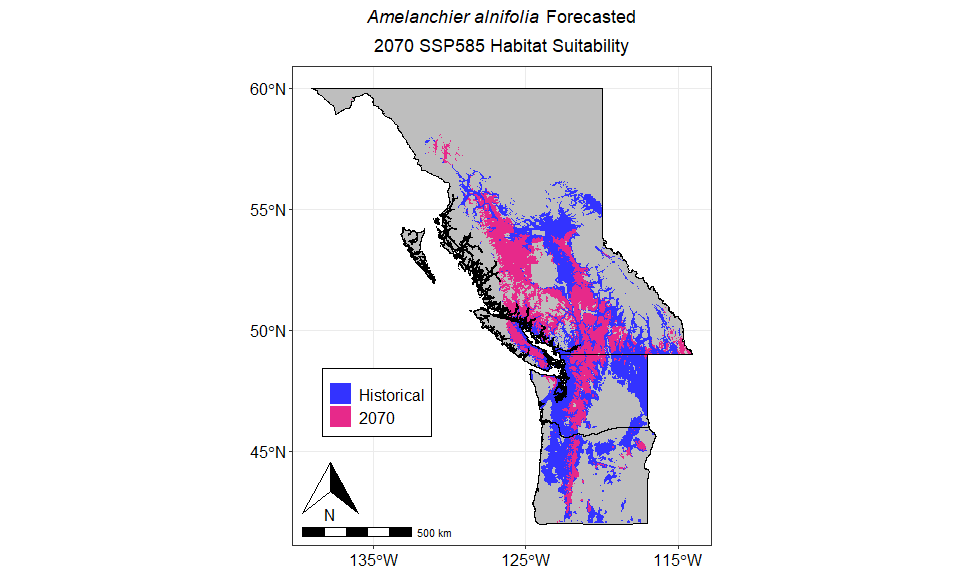 Amelanchier alnifolia Forecasted
2070 SSP585 Habitat Suitability
60°N
55°N
50°N
45°N
Historical
2070
N
500 km
135°W
125°W
115°W